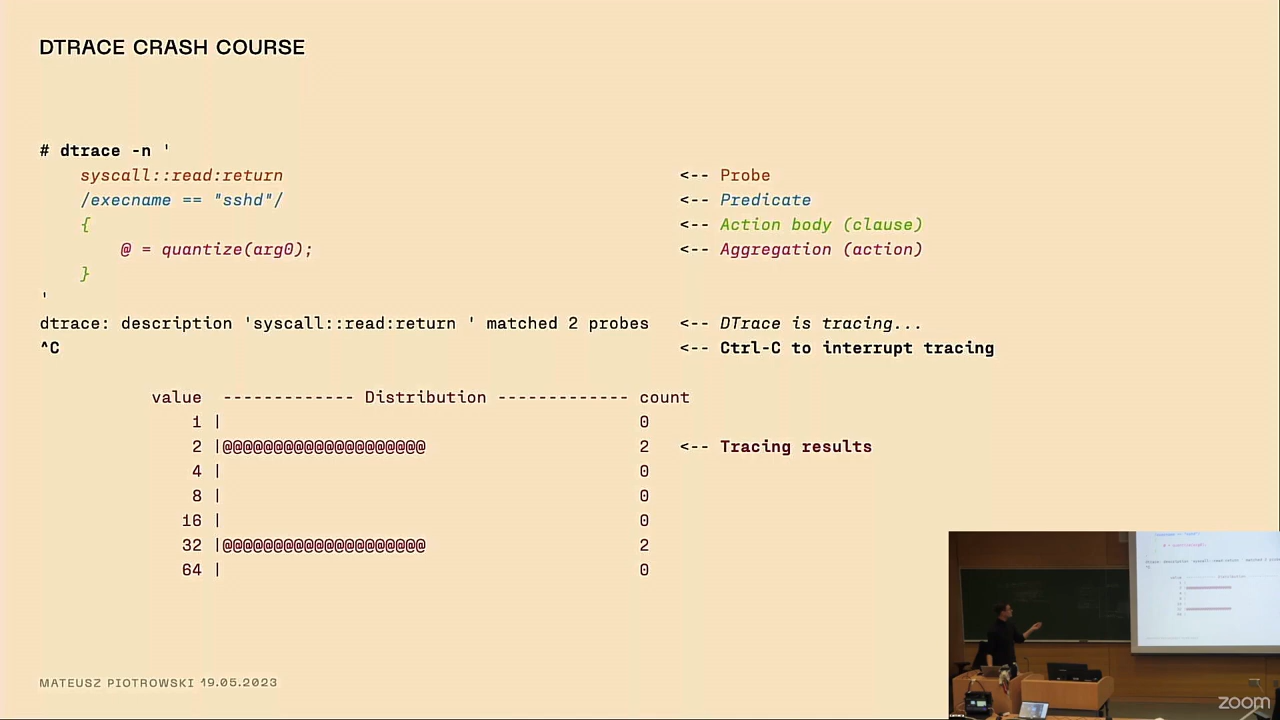 DTRACE CRASH COURSE
# dtrace -n '
syscall::read:return <-- Probe
/execname == "sshd"/ <-- Predicate
{ <-- Action body (clause)
@ = quantize(arg0); <-- Aggregation (action)
}
'
dtrace: description 'syscall::read:return ' matched 2 probes <-- DTrace is tracing...
^C <-- Ctrl-C to interrupt tracing
value ------------- Distribution ------------- count
1 | 0
2 |@@@@@@@@@@@@@@@@@@@@ 2 <-- Tracing results
4 | 0
8 | 0
16 | 0
32 |@@@@@@@@@@@@@@@@@@@@ 2
64 | 0
MATEUSZ PIOTROWSKI 19.05.2023
zoom